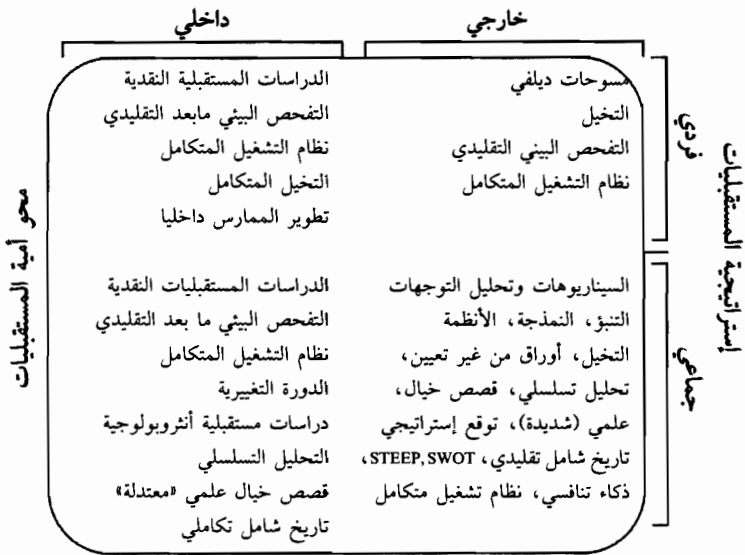 خارجي
داخلي
إستراتيجية المستقبليات
فردي
مسوحات ديلفي
التخيل
التفحص البيني التقليدي
نظام التشغيل المتكامل
الدراسات المستقبلية النقدية
التفحص البيئي مابعد التقليدي
نظام التشغيل المتكامل
التخيل المتكامل
تطوير الممارس داخليا
جماعي
السيناريوهات وتحليل التوجهات
التنبؤ، النمذجة، الأنظمة
التخيل، أوراق من غير تعيين،
تحليل تسلسلي، قصص خيال،
علمي (شديدة)، توقع إستراتيجي
تاريخ شامل تقليدي، STEEP, SWOT،
ذكاء تنافسي، نظام تشغيل متكامل
الدراسات المستقبليات النقدية
التفحص البيئي ما بعد التقليدي
نظام التشغيل المتكامل
الدورة التغييرية
دراسات مستقبلية أنثروبولوجية
التحليل التسلسلي
قصص خيال علمي «معتدلة»
تاريخ شامل تكاملي
محو أمية المستقبليات